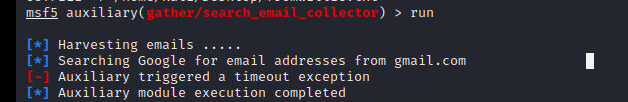 msf5 auxiliary(gather/search_email_collector) > run
[*] Harvesting emails .....
[*] Searching Google for email addresses from gmail.com
[-] Auxiliary triggered a timeout exception
[*] Auxiliary module execution completed